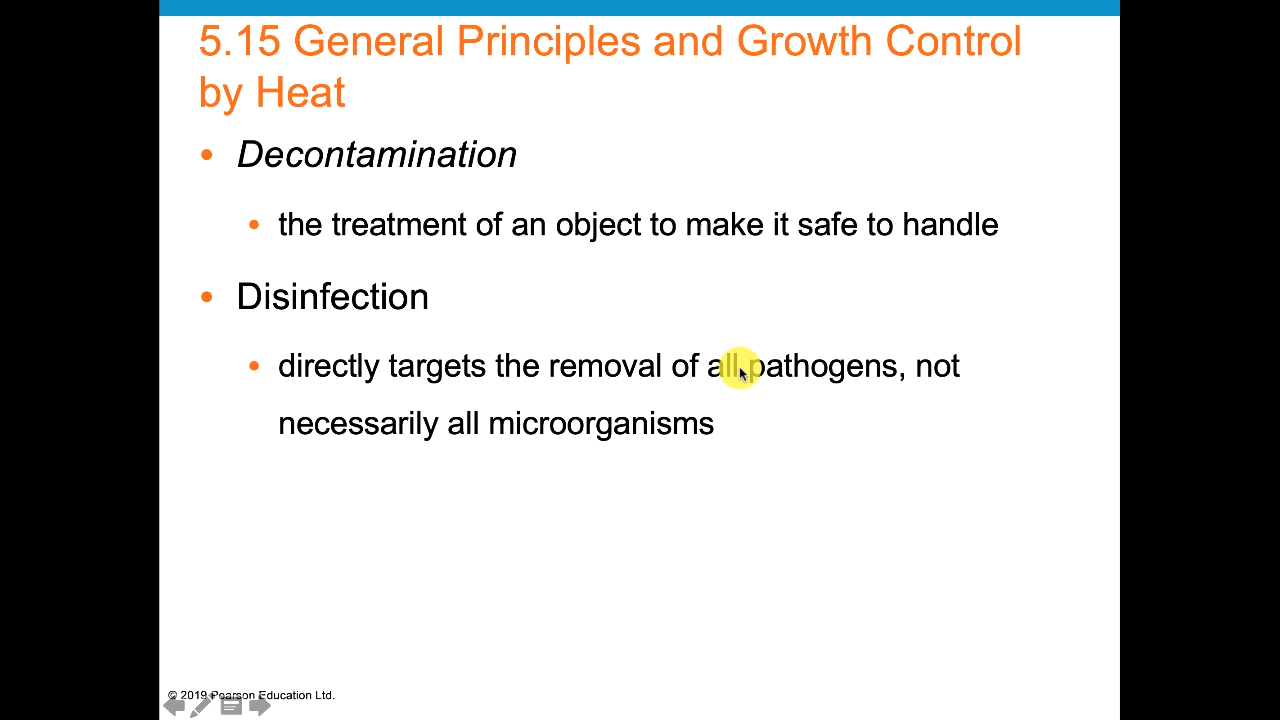 5.15 General Principles and Growth Control
by Heat
• Decontamination
• the treatment of an object to make it safe to handle
• Disinfection
• directly targets the removal of all pathogens, not
necessarily all microorganisms
© 2019 Pearson Education Ltd.